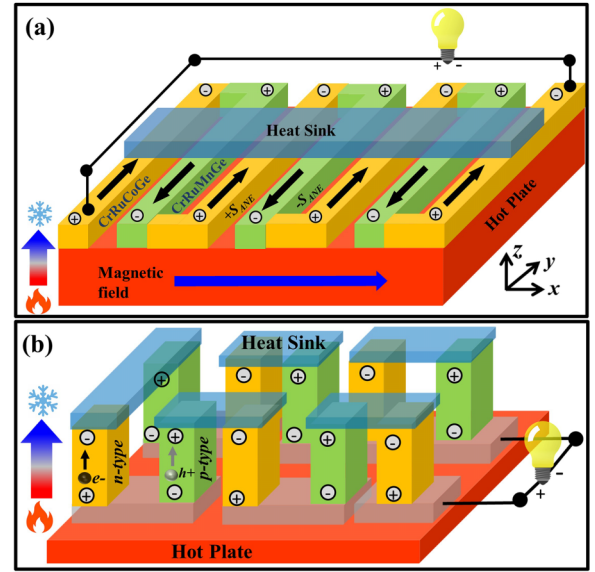 (a)
+ -
- + - + - + -
Heat Sink
CrRuCoGe
CrRuMnGe
+S_ANE
-S_ANE
Hot Plate
+ - + - + - +
Magnetic
field
z
y
x
(b)
Heat Sink
+ - + - +
- + - + -
- - +
n-type
p-type
e-
h+
+ - + - + -
+ -
Hot Plate